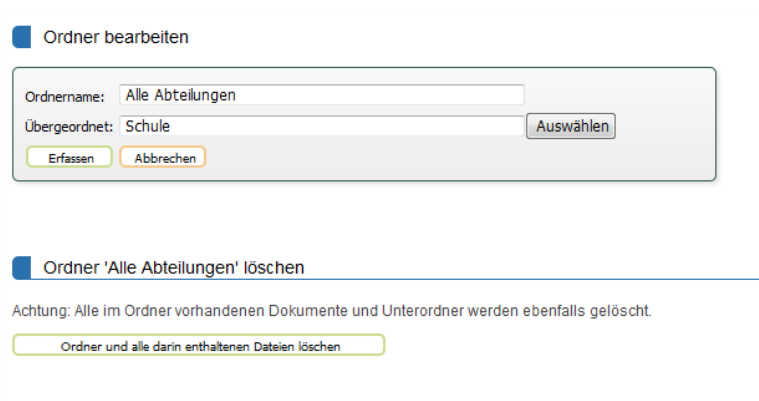 Ordner bearbeiten
Ordnername: Alle Abteilungen
Übergeordnet: Schule Auswählen
Erfassen Abbrechen
Ordner 'Alle Abteilungen' löschen
Achtung: Alle im Ordner vorhandenen Dokumente und Unterordner werden ebenfalls gelöscht.
Ordner und alle darin enthaltenen Dateien löschen